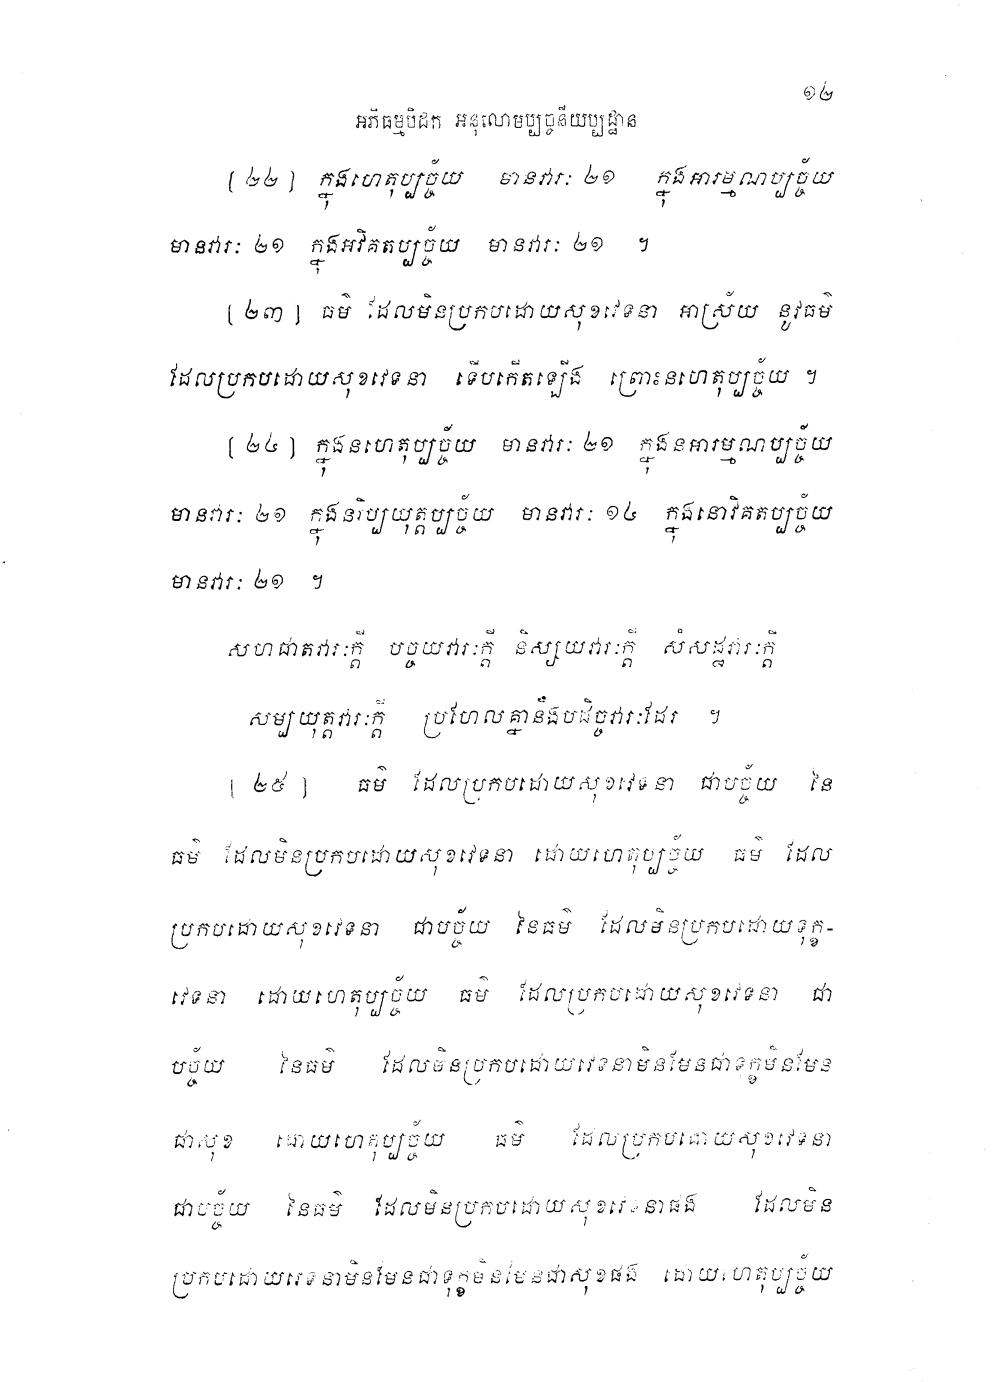 ១២
អភិធម្មបិដក អនុលោមប្បច្ចនីយប្បដ្ឋាន
[ ២២ ] ក្នុងហេតុប្បច្ច័យ មានវារៈ ២១ ក្នុងអារម្មណប្បច្ច័យ
មានវារៈ ២១ ក្នុងអវិគតប្បច្ច័យ មានវារៈ ២១ ។
[ ២៣ ] ធម៌ ដែលមិនប្រកបដោយសុខវេទនា អាស្រ័យ នូវធម៌
ដែលប្រកបដោយសុខវេទនា ទើបកើតឡើង ព្រោះនហេតុប្បច្ច័យ ។
[ ២៤ ] ក្នុងនហេតុប្បច្ច័យ មានវារៈ ២១ ក្នុងនអារម្មណប្បច្ច័យ
មានវារៈ ២១ ក្នុងនវិប្បយុត្តប្បច្ច័យ មានវារៈ ១៤ ក្នុងនោវិគតប្បច្ច័យ
មានវារៈ ២១ ។
សហជាតវារៈក្តី បច្ចយវារៈក្តី និស្សយវារៈក្តី សំសដ្ឋវារៈក្តី
សម្បយុត្តវារៈក្តី ប្រហែលគ្នានឹងបដិច្ចវារៈដែរ ។
[ ២៥ ] ធម៌ ដែលប្រកបដោយសុខវេទនា ជាបច្ច័យ នៃ
ធម៌ ដែលមិនប្រកបដោយសុខវេទនា ដោយហេតុប្បច្ច័យ ធម៌ ដែល
ប្រកបដោយសុខវេទនា ជាបច្ច័យ នៃធម៌ ដែលមិនប្រកបដោយទុក្ខ-
វេទនា ដោយហេតុប្បច្ច័យ ធម៌ ដែលប្រកបដោយសុខវេទនា ជា
បច្ច័យ នៃធម៌ ដែលមិនប្រកបដោយវេទនាមិនមែនជាទុក្ខមិនមែន
ជាសុខ ដោយហេតុប្បច្ច័យ ធម៌ ដែលប្រកបដោយសុខវេទនា
ជាបច្ច័យ នៃធម៌ ដែលមិនប្រកបដោយសុខវេទនាផង ដែលមិន
ប្រកបដោយវេទនាមិនមែនជាទុក្ខមិនមែនជាសុខផង ដោយហេតុប្បច្ច័យ